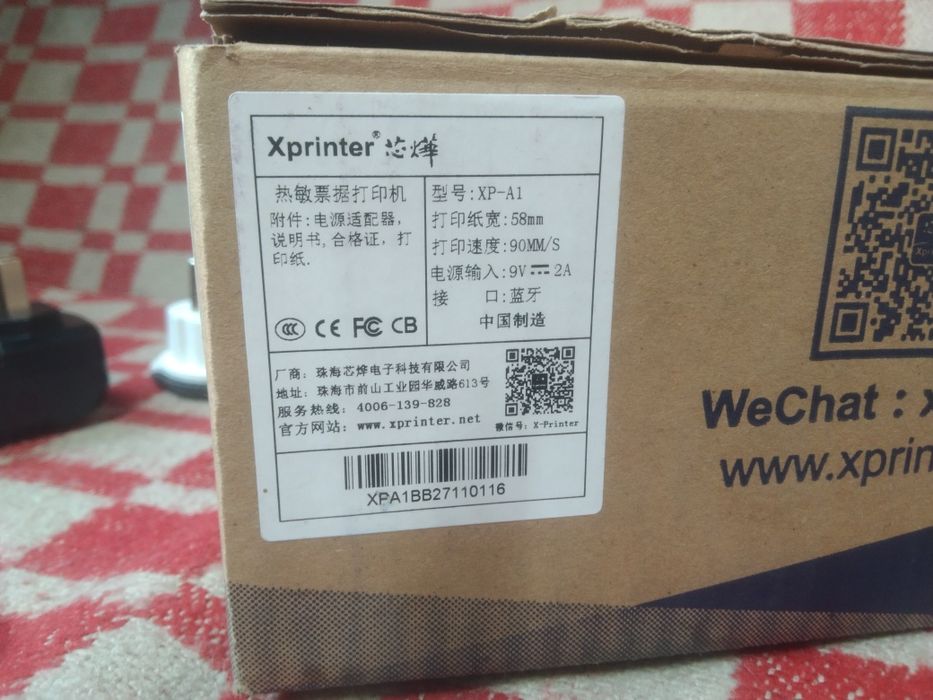 Xprinter® 芯烨
热敏票据打印机
附件:电源适配器,
说明书,合格证, 打
印纸.
CCC CE FC CB
型号:XP-A1
打印纸宽:58mm
打印速度:90MM/S
电源输入:9V 2A
接 口:蓝牙
中国制造
厂商: 珠海芯烨电子科技有限公司
地址: 珠海市前山工业园华威路613号
服务热线: 4006-139-828
官方网站: www.xprinter.net
微信号: X-Printer
XPA1BB27110116
WeChat : x
www.xprin